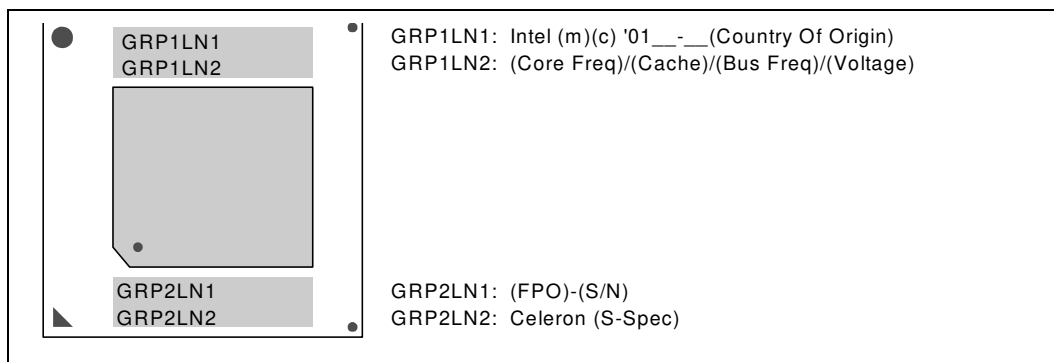 GRP1LN1
GRP1LN2
GRP1LN1: Intel (m)(c) '01__-__(Country Of Origin)
GRP1LN2: (Core Freq)/(Cache)/(Bus Freq)/(Voltage)
GRP2LN1
GRP2LN2
GRP2LN1: (FPO)-(S/N)
GRP2LN2: Celeron (S-Spec)